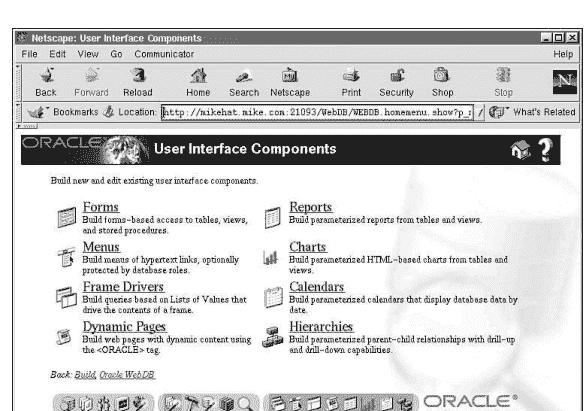 Netscape: User Interface Components
File Edit View Go Communicator Help
Back Forward Reload Home Search Netscape Print Security Shop Stop N
Bookmarks Location: http://mikehat.mike.com:21093/WebDB/WEBDB.homemenu.show?p_ What's Related
ORACLE User Interface Components ?
Build new and edit existing user interface components.
Forms
Build forms-based access to tables, views,
and stored procedures.
Reports
Build parameterized reports from tables and views.
Menus
Build menus of hypertext links, optionally
protected by database roles.
Charts
Build parameterized HTML-based charts from tables and
views.
Frame Drivers
Build queries based on Lists of Values that
drive the contents of a frame.
Calendars
Build parameterized calendars that display database data by
date.
Dynamic Pages
Build web pages with dynamic content using
the <ORACLE> tag.
Hierarchies
Build parameterized parent-child relationships with drill-up
and drill-down capabilities.
Back: Build, Oracle WebDB
ORACLE®